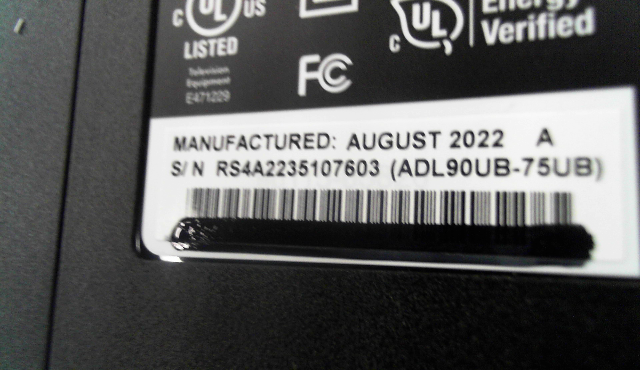 C UL US
LISTED
Television
Equipment
E471229
FC
C UL
Energy
Verified
MANUFACTURED: AUGUST 2022 A
S/N RS4A2235107603 (ADL90UB-75UB)